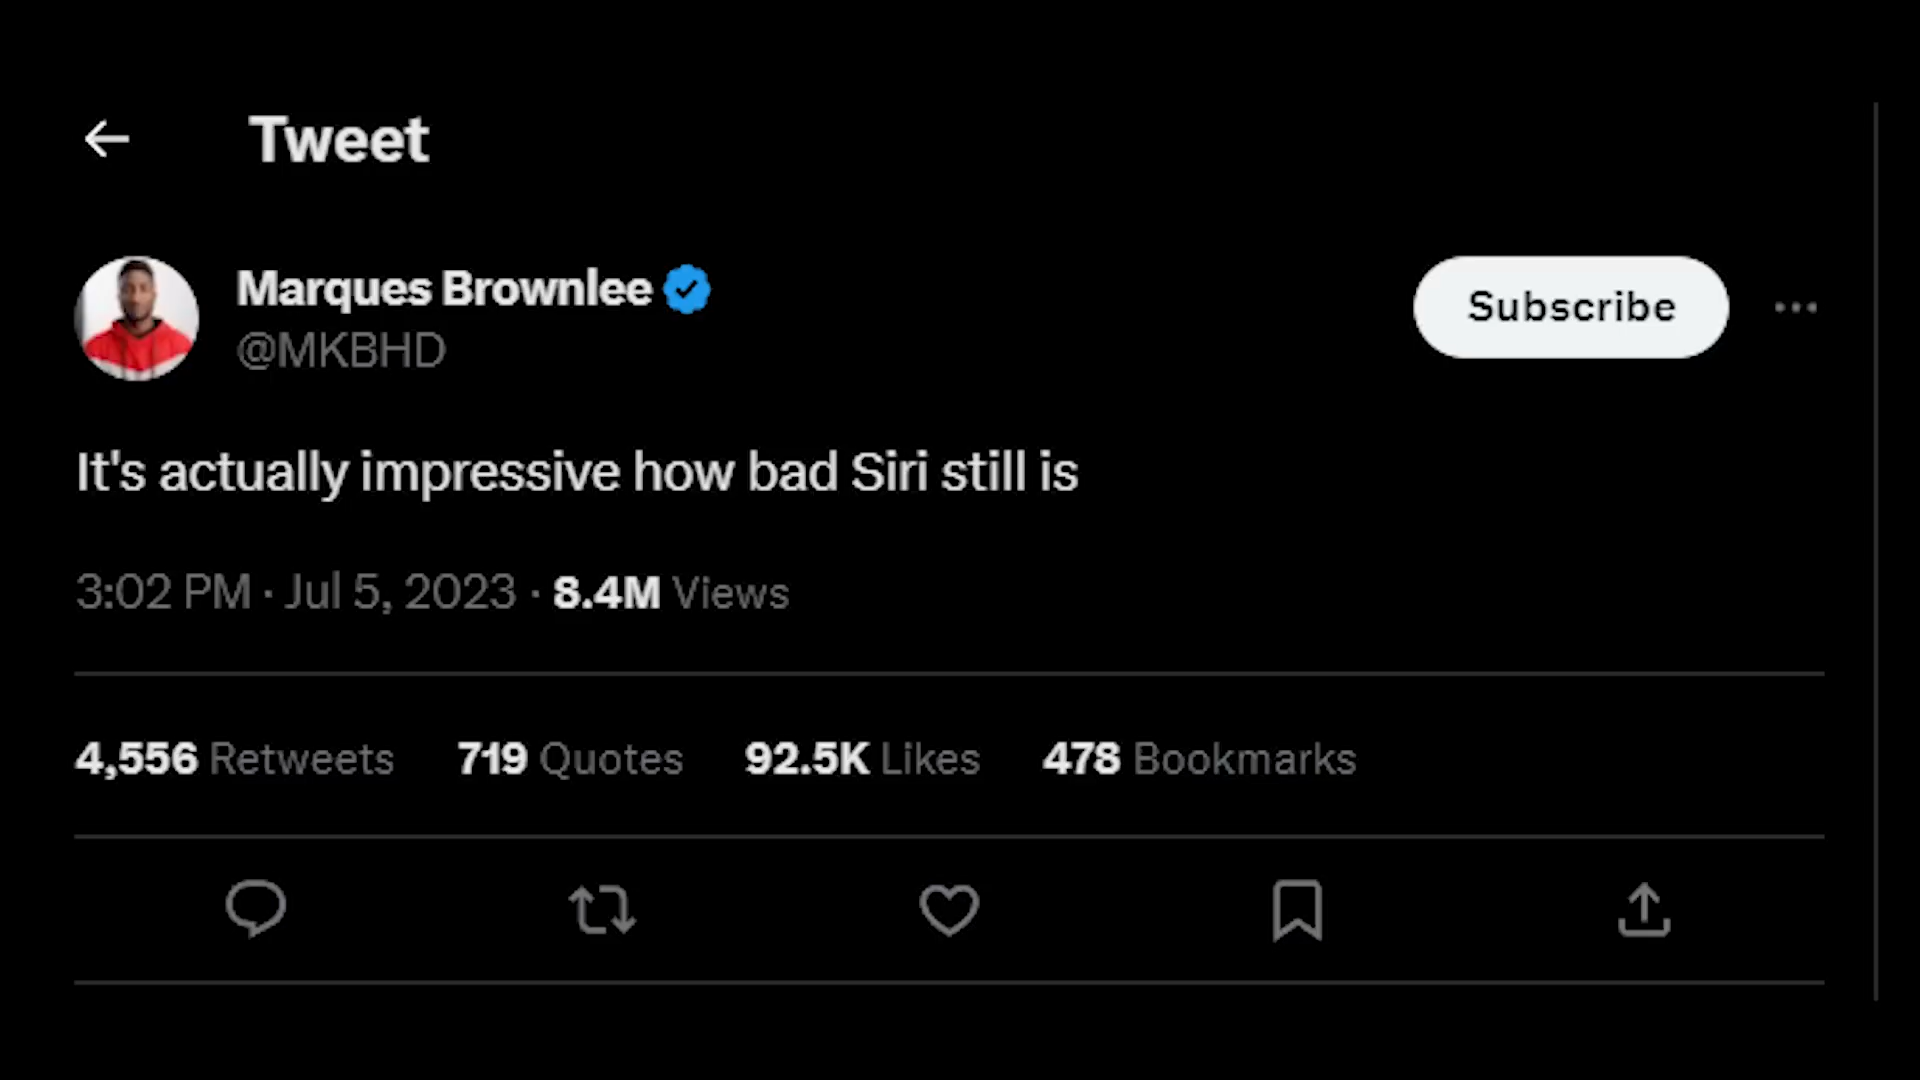 Tweet
Marques Brownlee
@MKBHD
Subscribe
It's actually impressive how bad Siri still is
3:02 PM · Jul 5, 2023 · 8.4M Views
4,556 Retweets 719 Quotes 92.5K Likes 478 Bookmarks